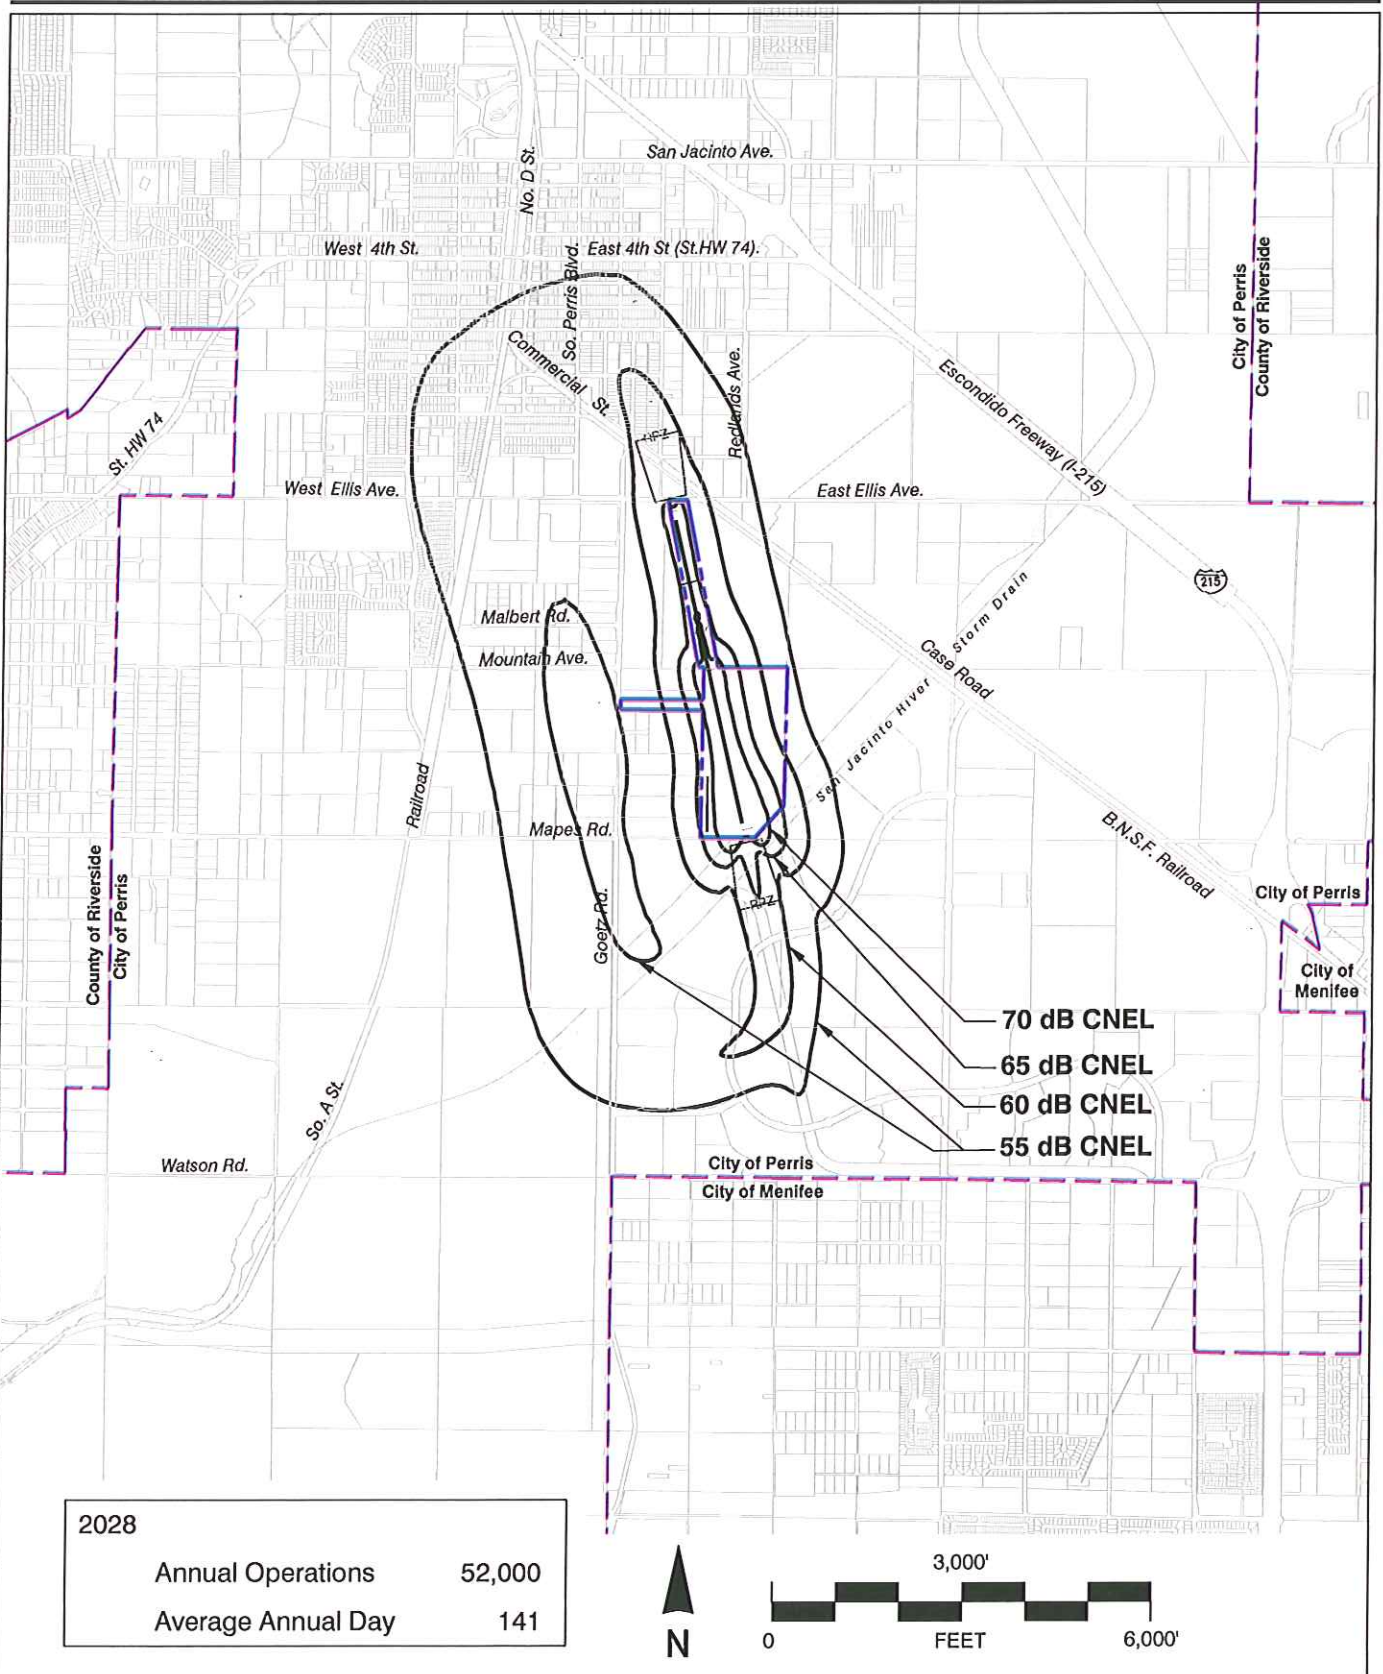 San Jacinto Ave.
No. D St.
West 4th St.
East 4th St (St.HW 74).
So. Perris Blvd.
City of Perris
County of Riverside
Commercial St.
Redlands Ave.
Escondido Freeway (I-215)
St. HW 74
RPZ
West Ellis Ave.
East Ellis Ave.
215
Malbert Rd.
Mountain Ave.
Storm Drain
Case Road
San Jacinto River
Railroad
Mapes Rd.
B.N.S.F. Railroad
County of Riverside
City of Perris
City of Perris
RPZ
Goetz Rd.
City of
Menifee
70 dB CNEL
65 dB CNEL
60 dB CNEL
55 dB CNEL
So. A St.
Watson Rd.
City of Perris
City of Menifee
2028
Annual Operations 52,000
Average Annual Day 141
N
3,000'
0 FEET 6,000'